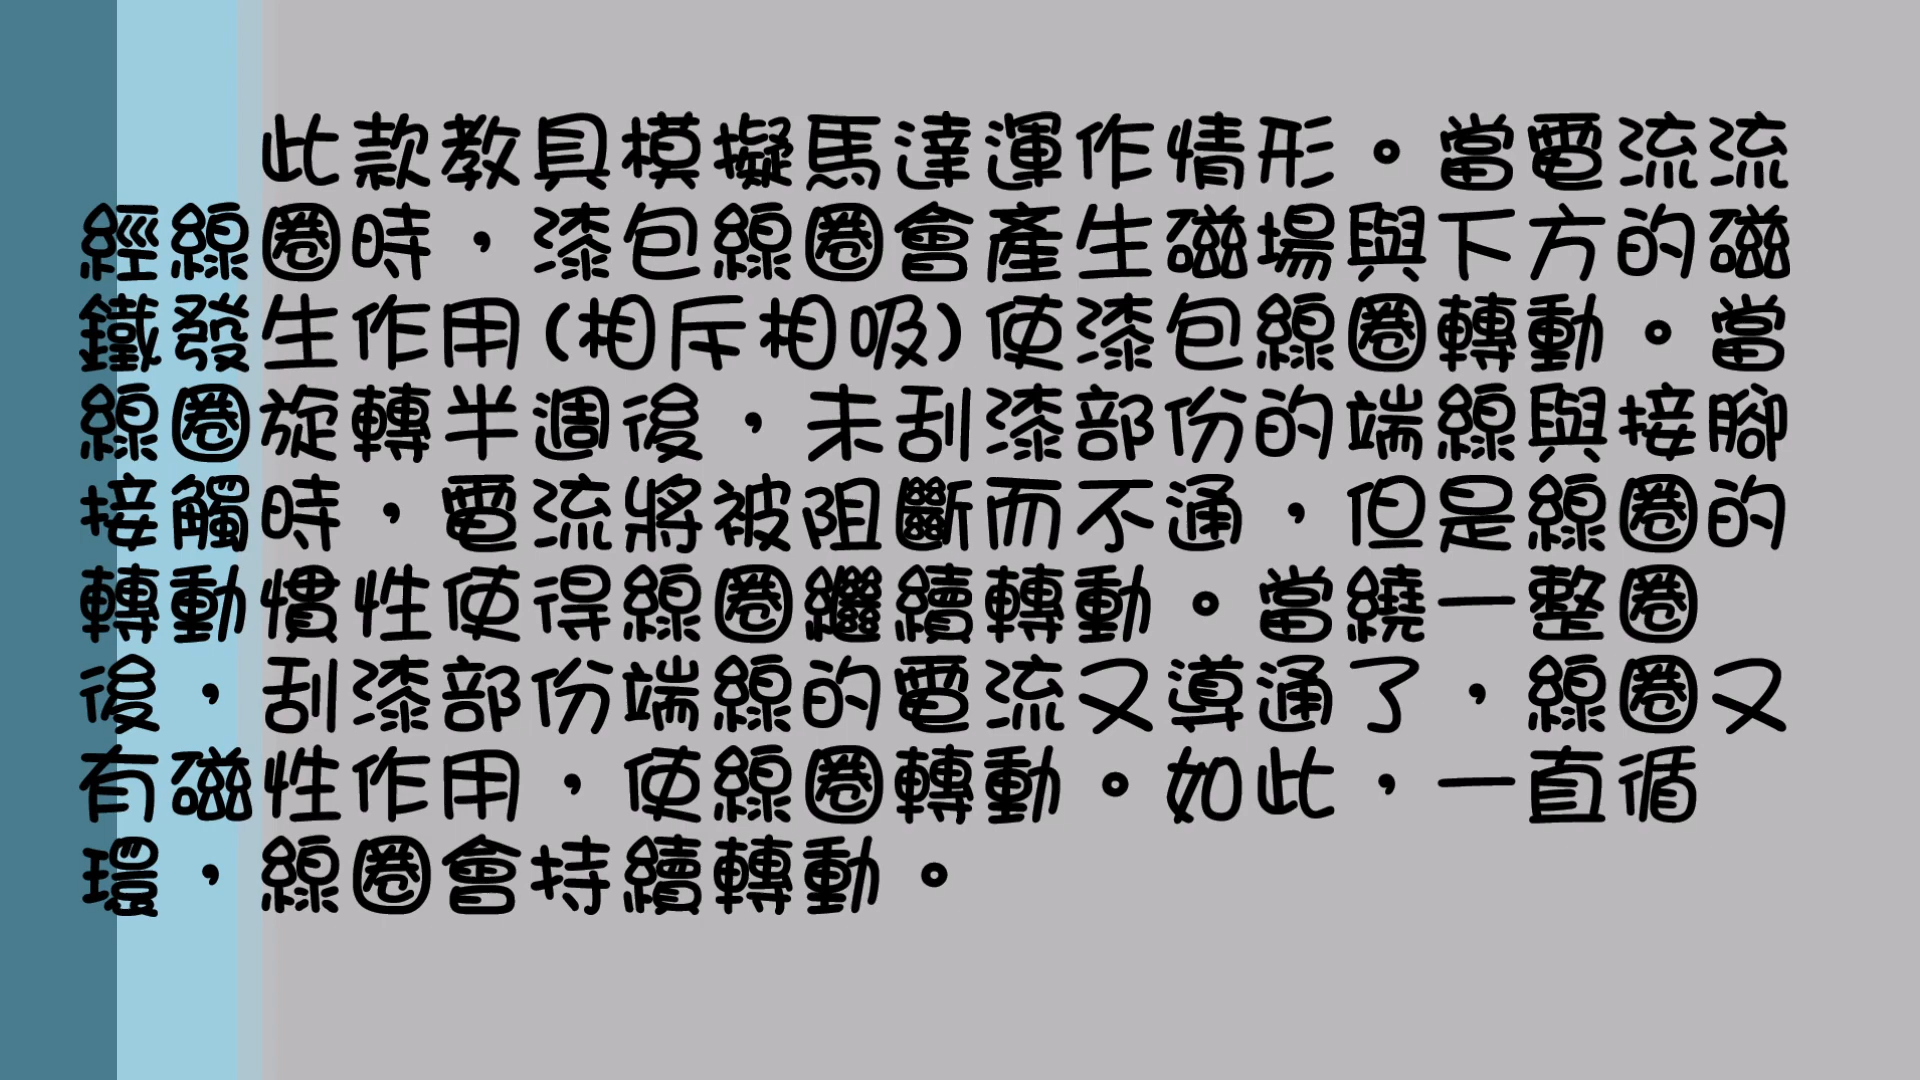 此款教具模擬馬達運作情形。當電流流
經線圈時，漆包線圈會產生磁場與下方的磁
鐵發生作用(相斥相吸)使漆包線圈轉動。當
線圈旋轉半週後，未刮漆部份的端線與接腳
接觸時，電流將被阻斷而不通，但是線圈的
轉動慣性使得線圈繼續轉動。當繞一整圈
後，刮漆部份端線的電流又導通了，線圈又
有磁性作用，使線圈轉動。如此，一直循
環，線圈會持續轉動。